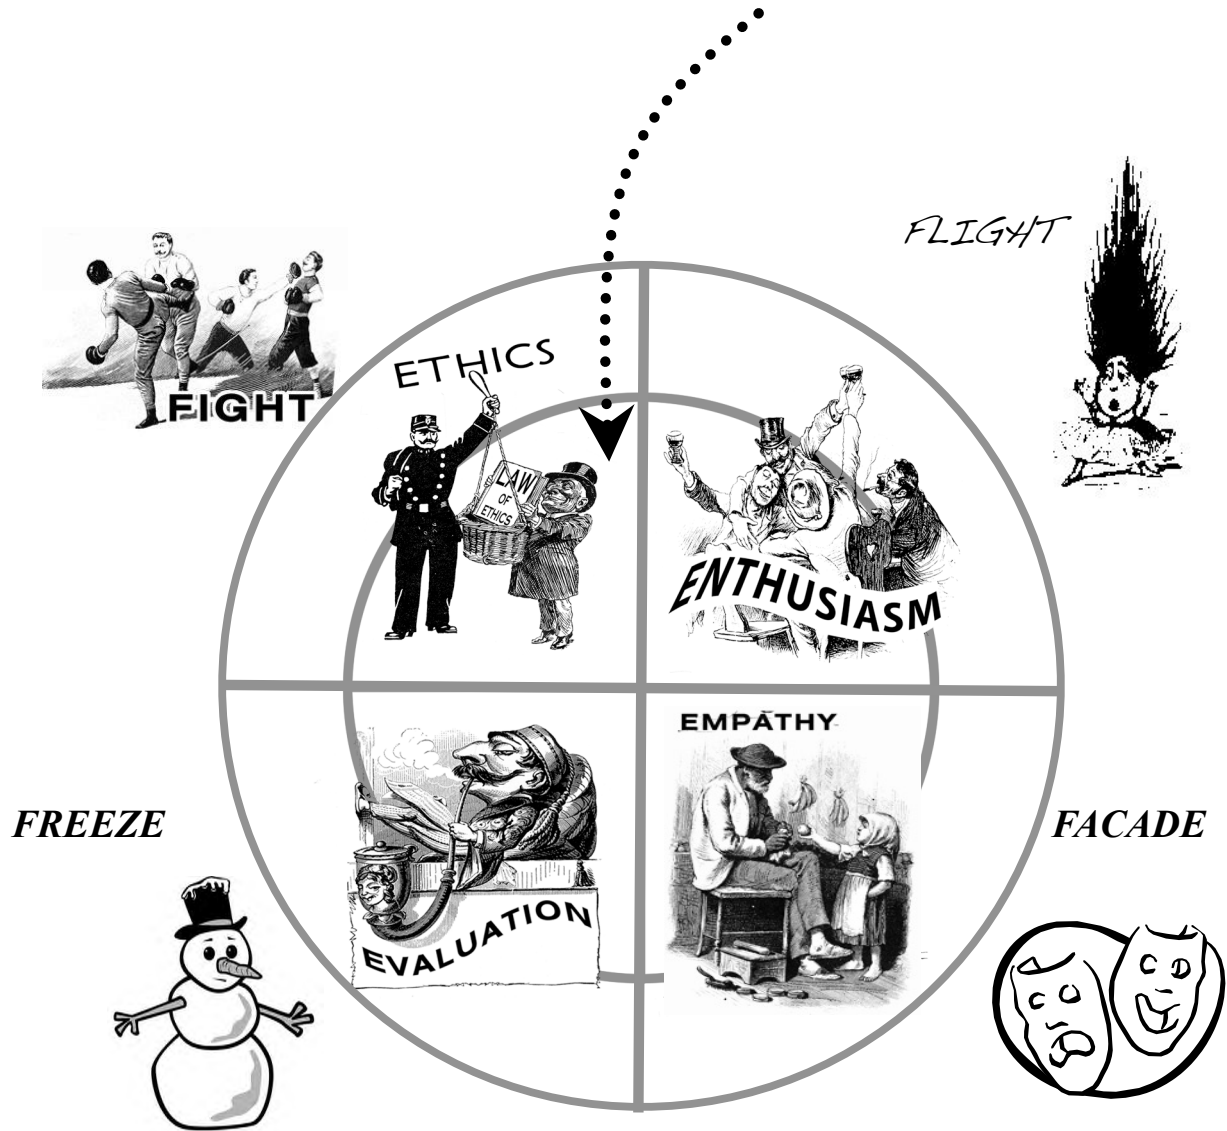 FLIGHT
ETHICS
FIGHT
LAW
OF
ETHICS
ENTHUSIASM
EMPATHY
FREEZE
FACADE
EVALUATION